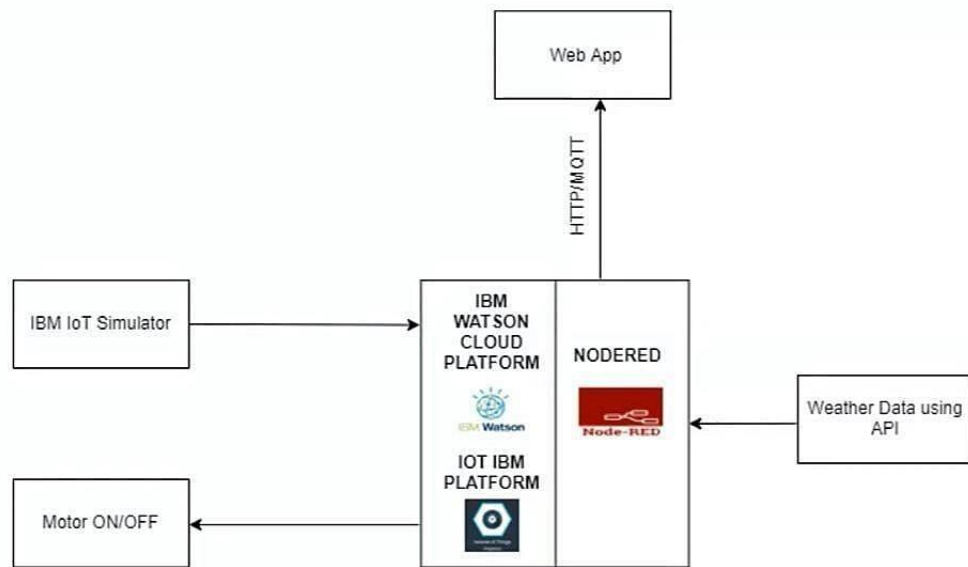 Web App
HTTP/MQTT
IBM IoT Simulator
IBM
WATSON
CLOUD
PLATFORM
IBM Watson
IOT IBM
PLATFORM
NODERED
Node-RED
Weather Data using
API
Motor ON/OFF